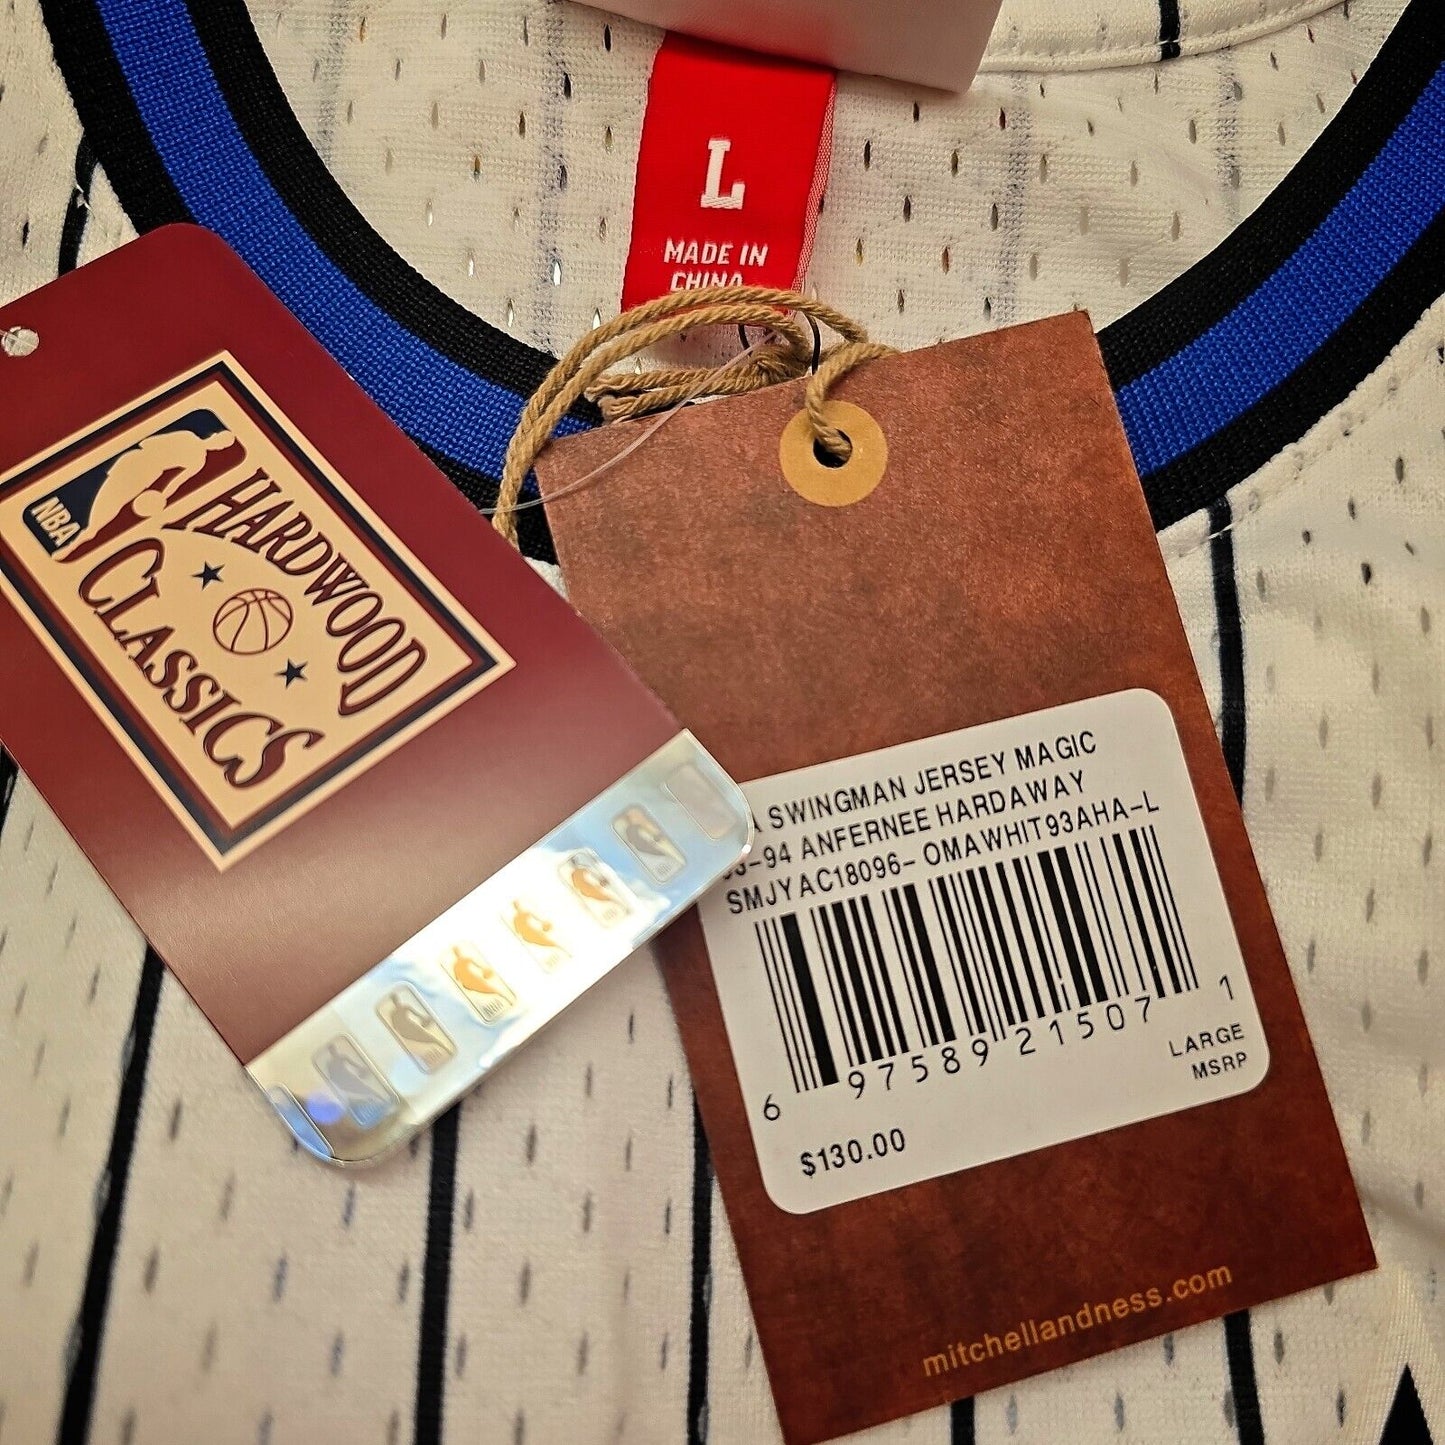 L
MADE IN
CHINA
NBA
HARDWOOD
CLASSICS
SWINGMAN JERSEY MAGIC
-94 ANFERNEE HARDAWAY
SMJYAC18096- OMAWHIT93AHA-L
6 97589 21507 1
LARGE
MSRP
$130.00
mitchellandness.com